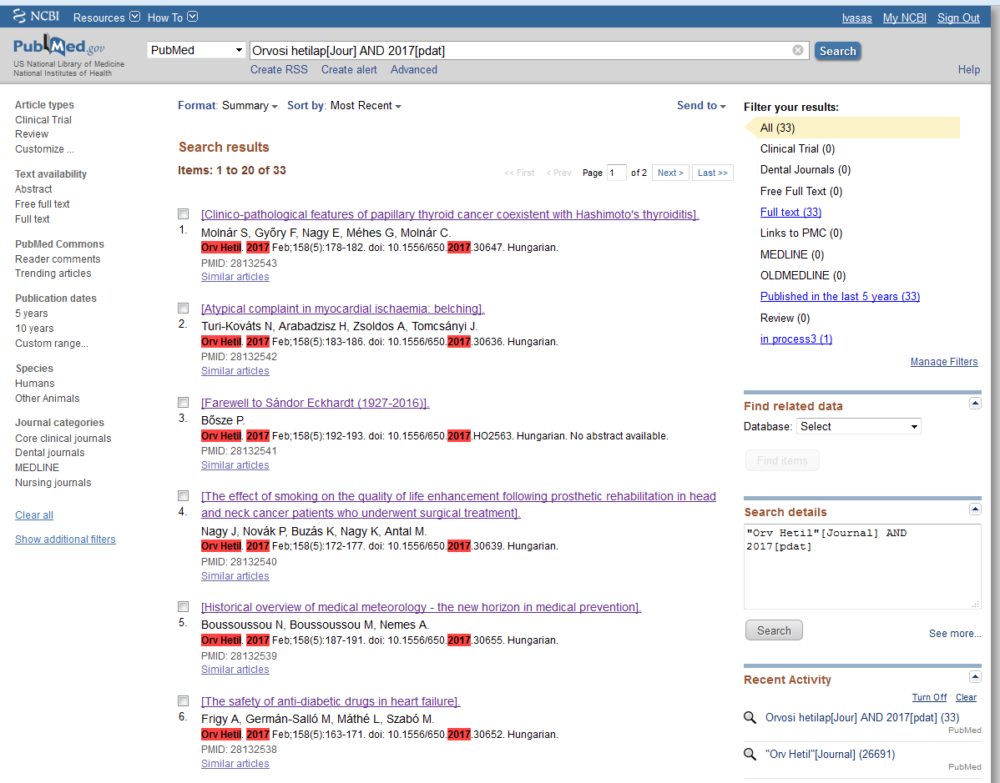 NCBI Resources How To lvasas My NCBI Sign Out
PubMed.gov
US National Library of Medicine
National Institutes of Health
PubMed Orvosi hetilap[Jour] AND 2017[pdat] Search
Create RSS Create alert Advanced Help
Article types
Clinical Trial
Review
Customize ...
Text availability
Abstract
Free full text
Full text
PubMed Commons
Reader comments
Trending articles
Publication dates
5 years
10 years
Custom range...
Species
Humans
Other Animals
Journal categories
Core clinical journals
Dental journals
MEDLINE
Nursing journals
Clear all
Show additional filters
Format: Summary Sort by: Most Recent Send to
Search results
Items: 1 to 20 of 33
<< First < Prev Page 1 of 2 Next > Last >>
[Clinico-pathological features of papillary thyroid cancer coexistent with Hashimoto's thyroiditis].
1. Molnár S, Győry F, Nagy E, Méhes G, Molnár C.
Orv Hetil. 2017 Feb;158(5):178-182. doi: 10.1556/650.2017.30647. Hungarian.
PMID: 28132543
Similar articles
[Atypical complaint in myocardial ischaemia: belching].
2. Turi-Kováts N, Arabadzisz H, Zsoldos A, Tomcsányi J.
Orv Hetil. 2017 Feb;158(5):183-186. doi: 10.1556/650.2017.30636. Hungarian.
PMID: 28132542
Similar articles
[Farewell to Sándor Eckhardt (1927-2016)].
3. Bősze P.
Orv Hetil. 2017 Feb;158(5):192-193. doi: 10.1556/650.2017.HO2563. Hungarian. No abstract available.
PMID: 28132541
Similar articles
[The effect of smoking on the quality of life enhancement following prosthetic rehabilitation in head
and neck cancer patients who underwent surgical treatment].
4. Nagy J, Novák P, Buzás K, Nagy K, Antal M.
Orv Hetil. 2017 Feb;158(5):172-177. doi: 10.1556/650.2017.30639. Hungarian.
PMID: 28132540
Similar articles
[Historical overview of medical meteorology - the new horizon in medical prevention].
5. Boussoussou N, Boussoussou M, Nemes A.
Orv Hetil. 2017 Feb;158(5):187-191. doi: 10.1556/650.2017.30655. Hungarian.
PMID: 28132539
Similar articles
[The safety of anti-diabetic drugs in heart failure].
6. Frigy A, Germán-Salló M, Máthé L, Szabó M.
Orv Hetil. 2017 Feb;158(5):163-171. doi: 10.1556/650.2017.30652. Hungarian.
PMID: 28132538
Similar articles
Filter your results:
All (33)
Clinical Trial (0)
Dental Journals (0)
Free Full Text (0)
Full text (33)
Links to PMC (0)
MEDLINE (0)
OLDMEDLINE (0)
Published in the last 5 years (33)
Review (0)
in process3 (1)
Manage Filters
Find related data
Database: Select
Find items
Search details
"Orv Hetil"[Journal] AND
2017[pdat]
Search See more...
Recent Activity
Turn Off Clear
Orvosi hetilap[Jour] AND 2017[pdat] (33)
PubMed
"Orv Hetil"[Journal] (26691)
PubMed